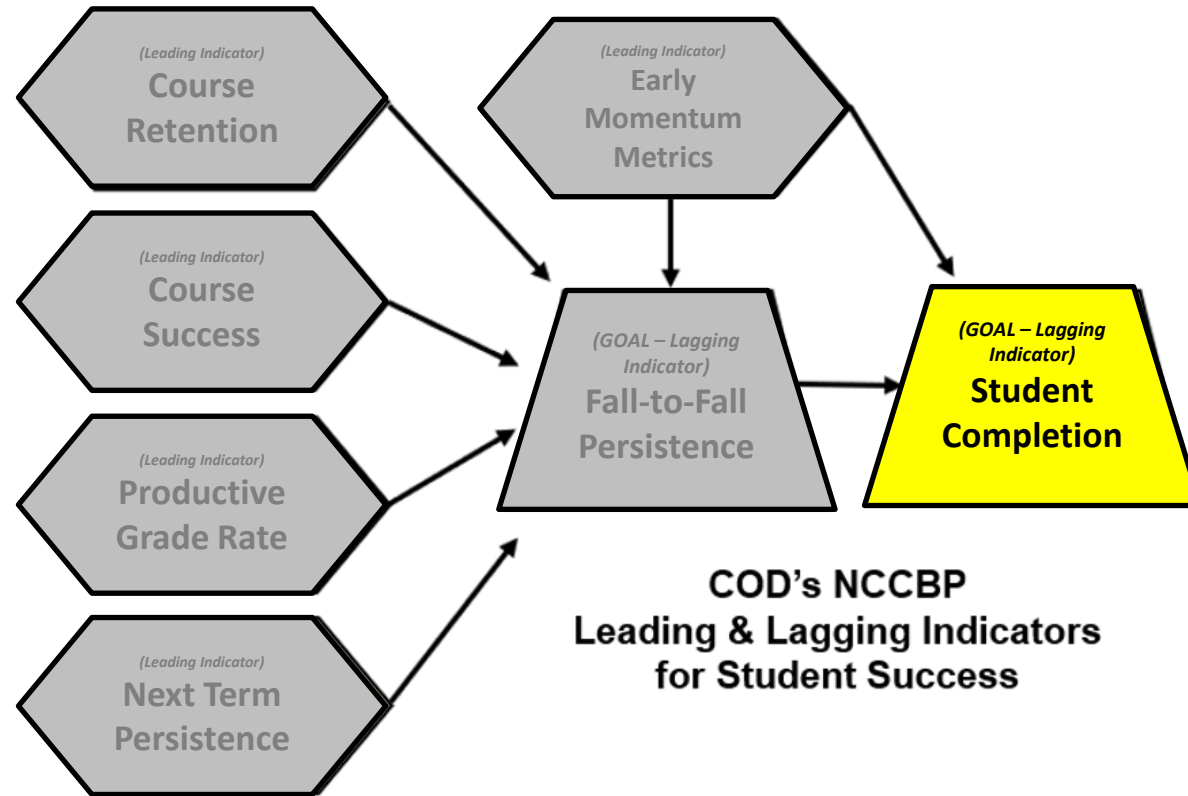 (Leading Indicator)
Course
Retention
(Leading Indicator)
Early
Momentum
Metrics
(Leading Indicator)
Course
Success
(GOAL – Lagging
Indicator)
Fall-to-Fall
Persistence
(GOAL – Lagging
Indicator)
Student
Completion
(Leading Indicator)
Productive
Grade Rate
(Leading Indicator)
Next Term
Persistence
COD's NCCBP
Leading & Lagging Indicators
for Student Success